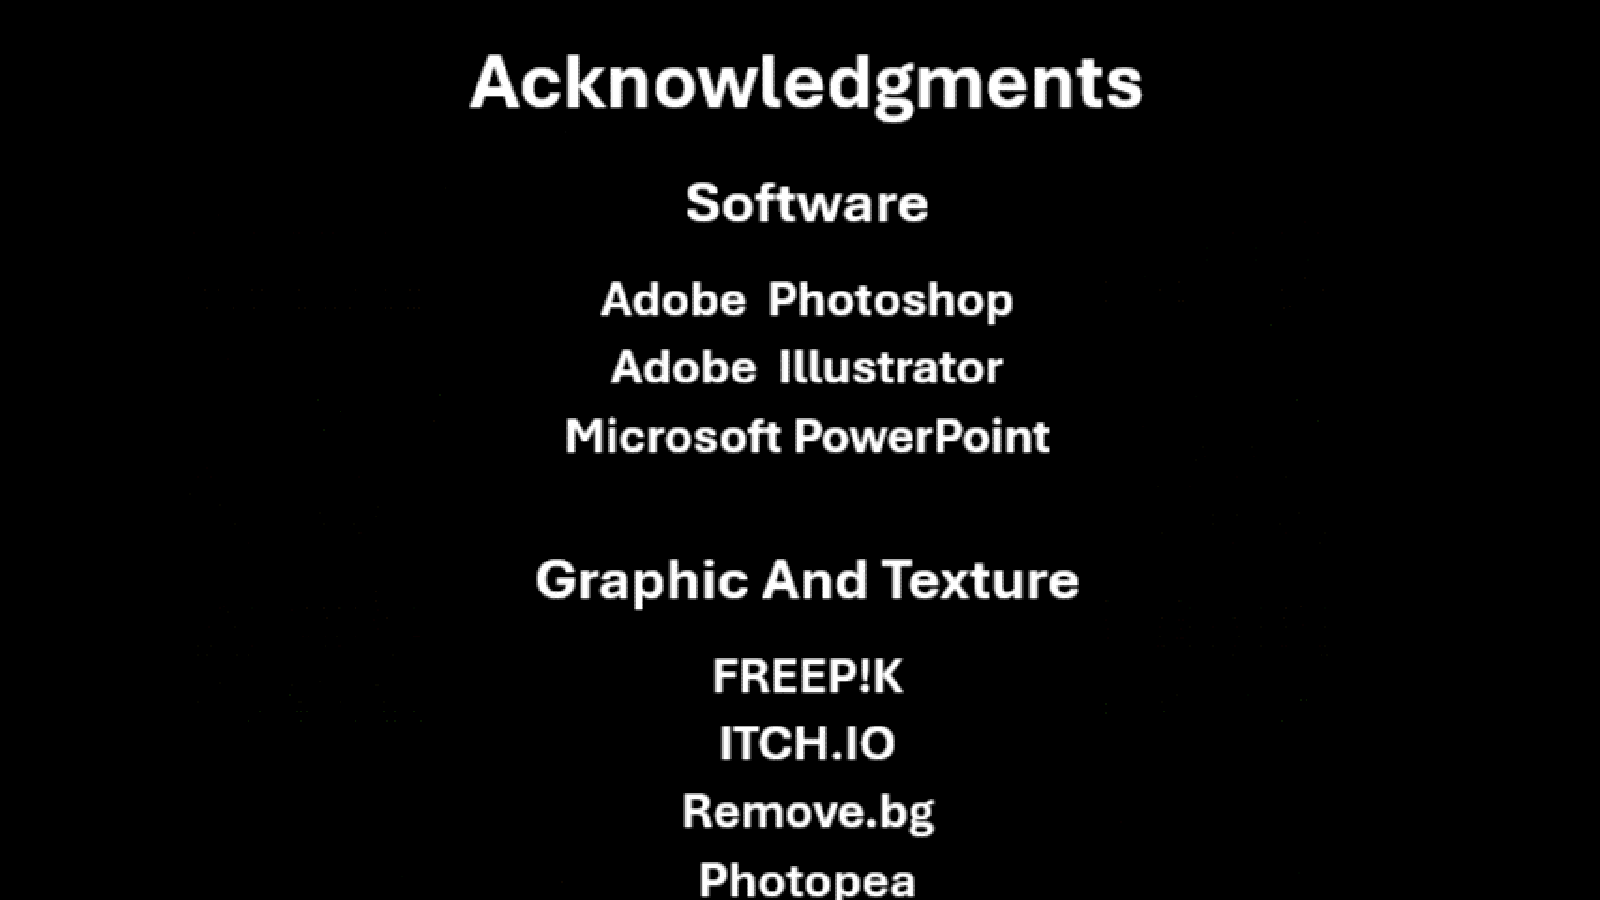 Acknowledgments
Software
Adobe Photoshop
Adobe Illustrator
Microsoft PowerPoint
Graphic And Texture
FREEP!K
ITCH.IO
Remove.bg
Photopea